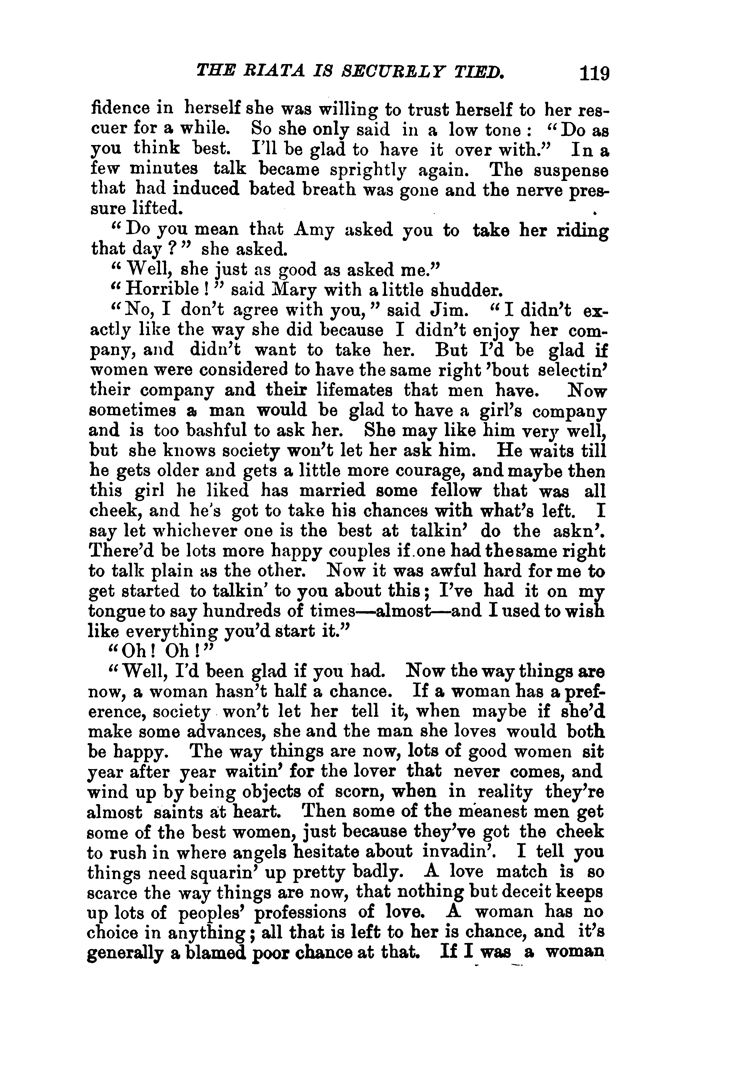 THE RIATA IS SECURELY TIED. 119
fidence in herself she was willing to trust herself to her res-
cuer for a while. So she only said in a low tone : “Do as
you think best. I’ll be glad to have it over with.” In a
few minutes talk became sprightly again. The suspense
that had induced bated breath was gone and the nerve pres-
sure lifted.
“Do you mean that Amy asked you to take her riding
that day ?” she asked.
“Well, she just as good as asked me.”
“Horrible !” said Mary with a little shudder.
“No, I don’t agree with you,” said Jim. “I didn’t ex-
actly like the way she did because I didn’t enjoy her com-
pany, and didn’t want to take her. But I’d be glad if
women were considered to have the same right ’bout selectin’
their company and their lifemates that men have. Now
sometimes a man would be glad to have a girl’s company
and is too bashful to ask her. She may like him very well,
but she knows society won’t let her ask him. He waits till
he gets older and gets a little more courage, and maybe then
this girl he liked has married some fellow that was all
cheek, and he’s got to take his chances with what’s left. I
say let whichever one is the best at talkin’ do the askn’.
There’d be lots more happy couples if one had the same right
to talk plain as the other. Now it was awful hard for me to
get started to talkin’ to you about this ; I’ve had it on my
tongue to say hundreds of times—almost—and I used to wish
like everything you’d start it.”
“Oh ! Oh !”
“Well, I’d been glad if you had. Now the way things are
now, a woman hasn’t half a chance. If a woman has a pref-
erence, society won’t let her tell it, when maybe if she’d
make some advances, she and the man she loves would both
be happy. The way things are now, lots of good women sit
year after year waitin’ for the lover that never comes, and
wind up by being objects of scorn, when in reality they’re
almost saints at heart. Then some of the meanest men get
some of the best women, just because they’ve got the cheek
to rush in where angels hesitate about invadin’. I tell you
things need squarin’ up pretty badly. A love match is so
scarce the way things are now, that nothing but deceit keeps
up lots of peoples’ professions of love. A woman has no
choice in anything ; all that is left to her is chance, and it’s
generally a blamed poor chance at that. If I was a woman